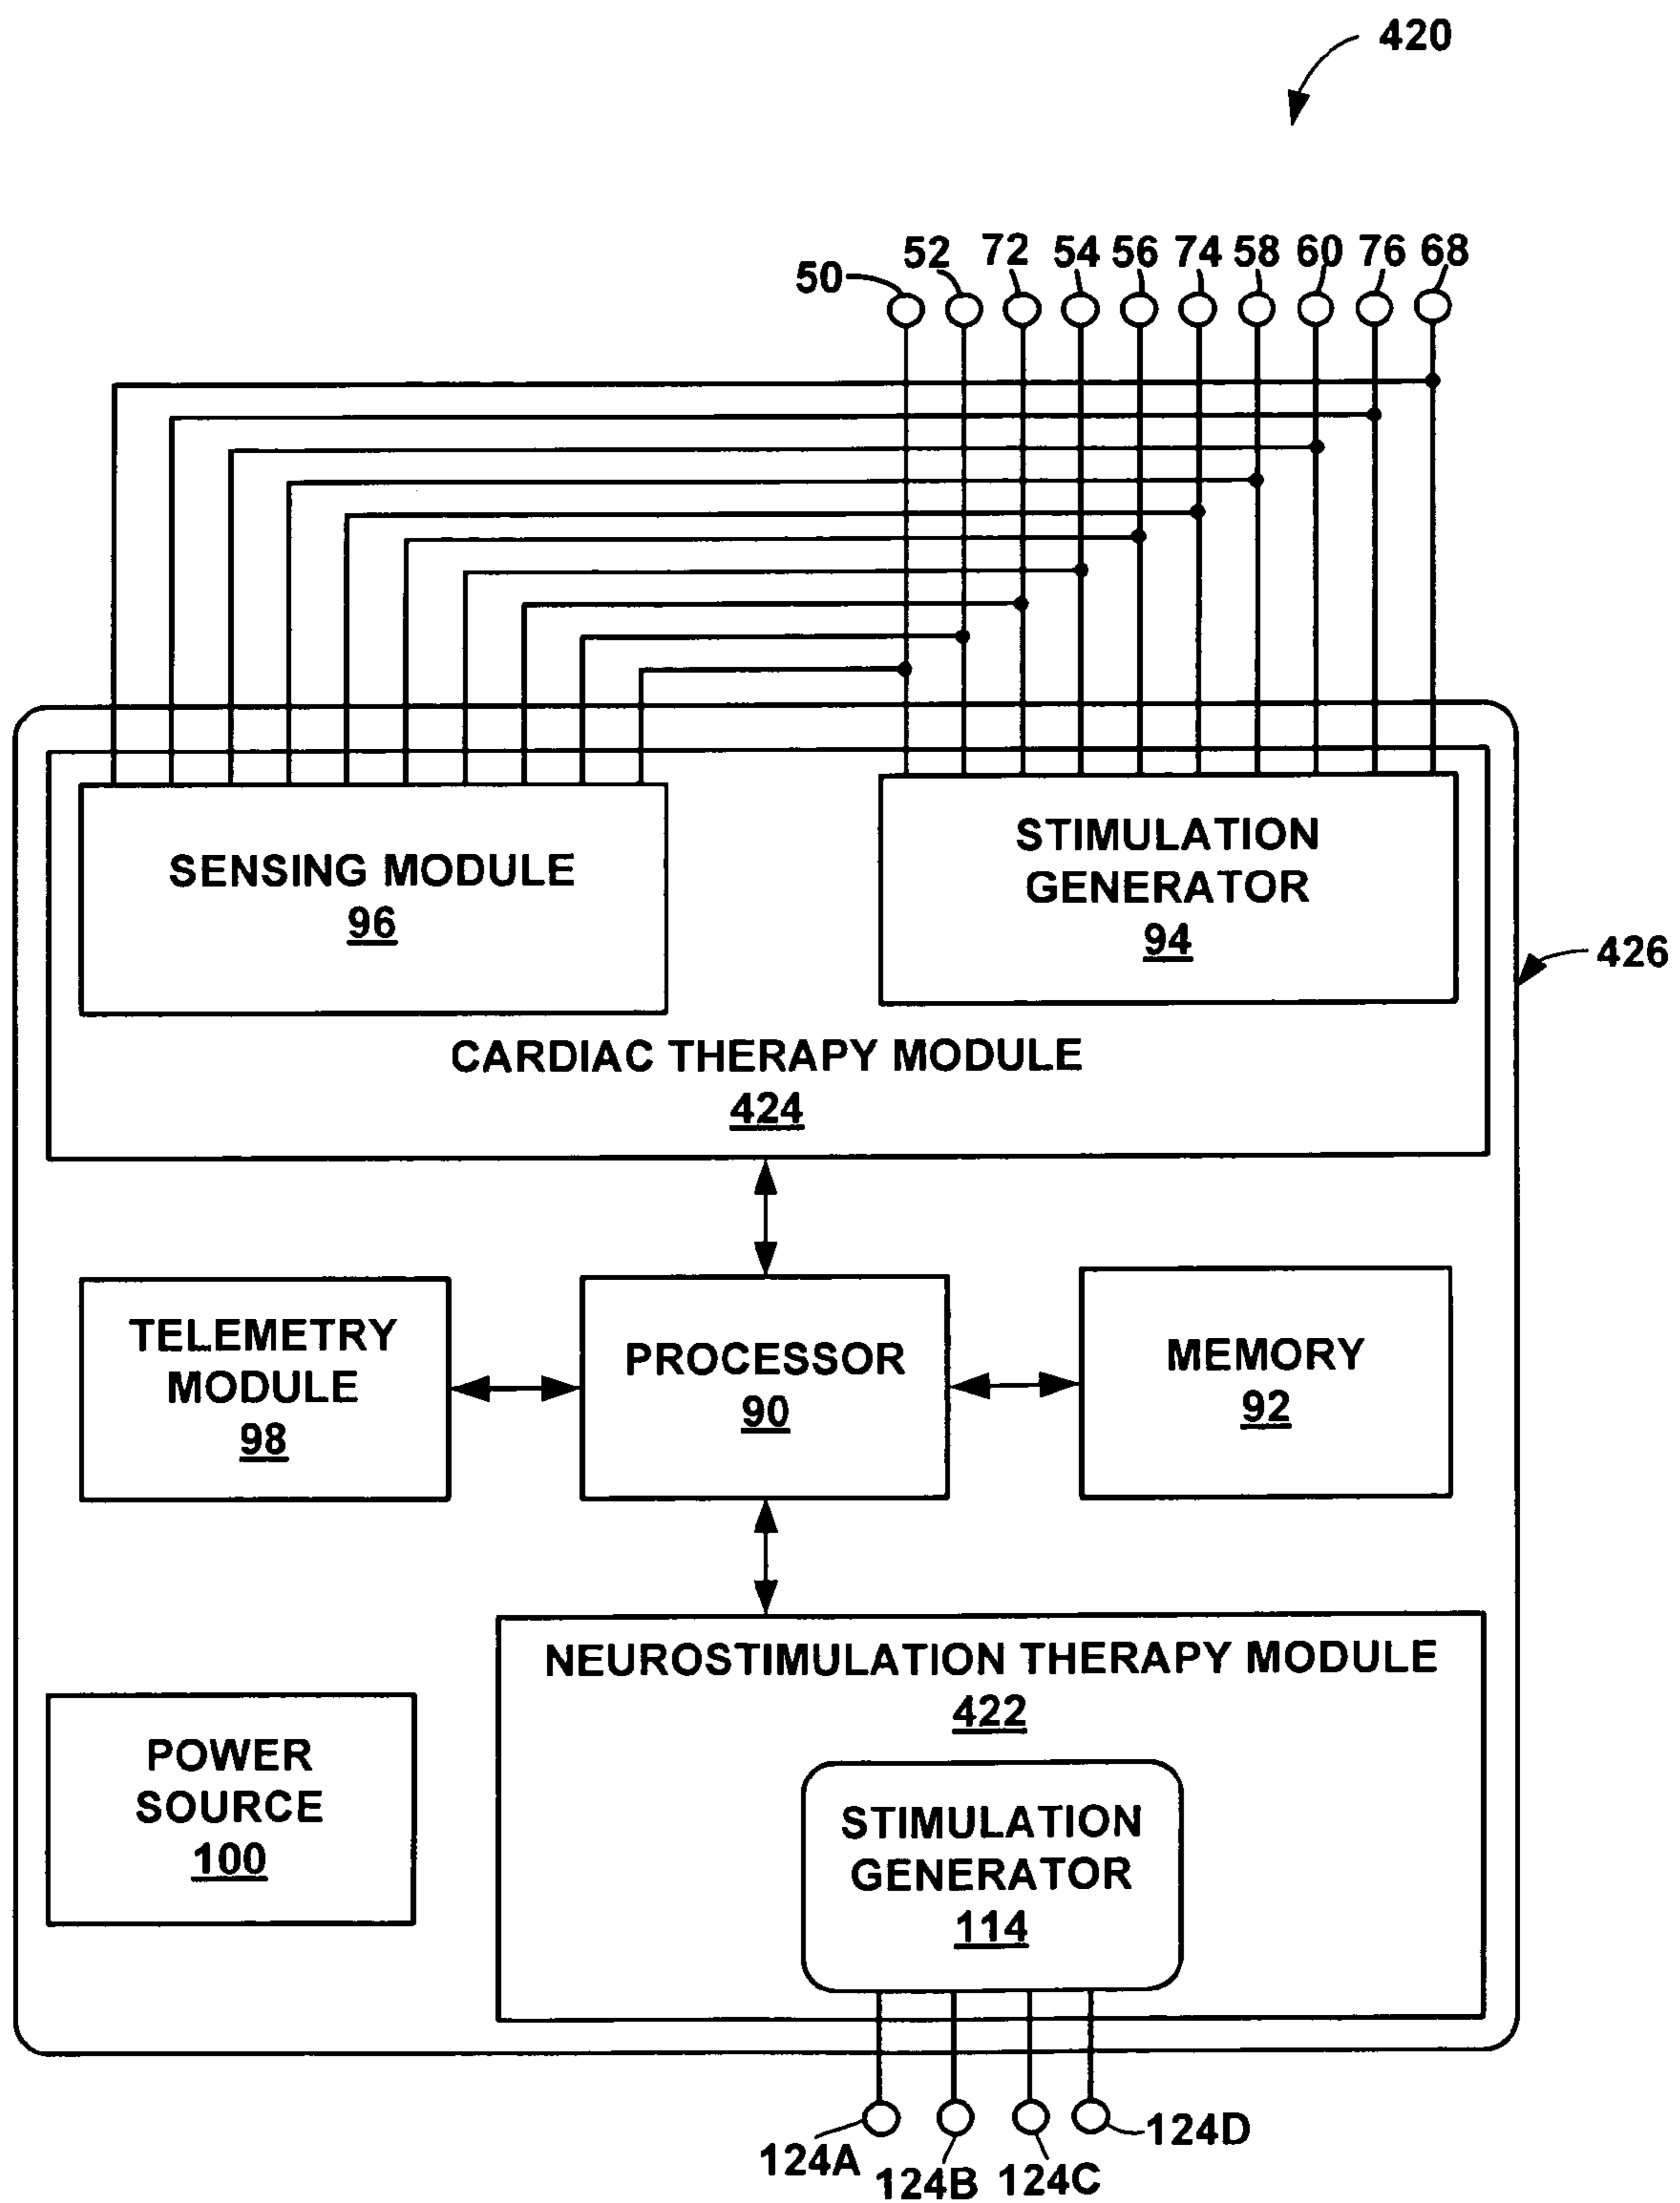 420
50 52 72 54 56 74 58 60 76 68
SENSING MODULE
96
STIMULATION
GENERATOR
94
426
CARDIAC THERAPY MODULE
424
TELEMETRY
MODULE
98
PROCESSOR
90
MEMORY
92
NEUROSTIMULATION THERAPY MODULE
422
POWER
SOURCE
100
STIMULATION
GENERATOR
114
124A 124B 124C 124D